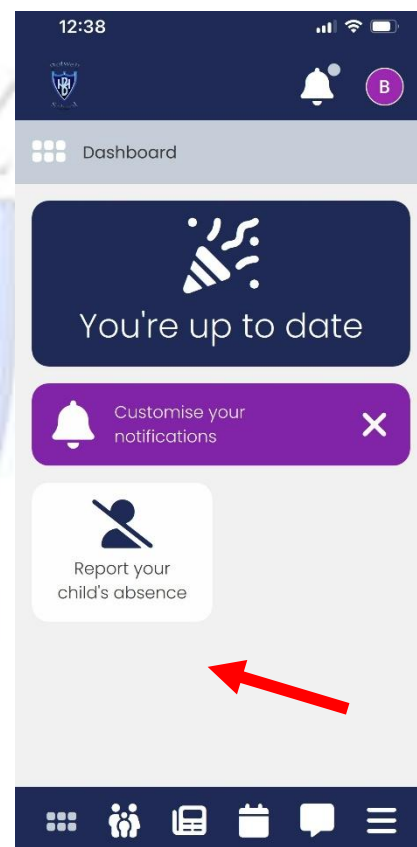 12:38
B
Dashboard
You're up to date
Customise your
notifications
Report your
child's absence